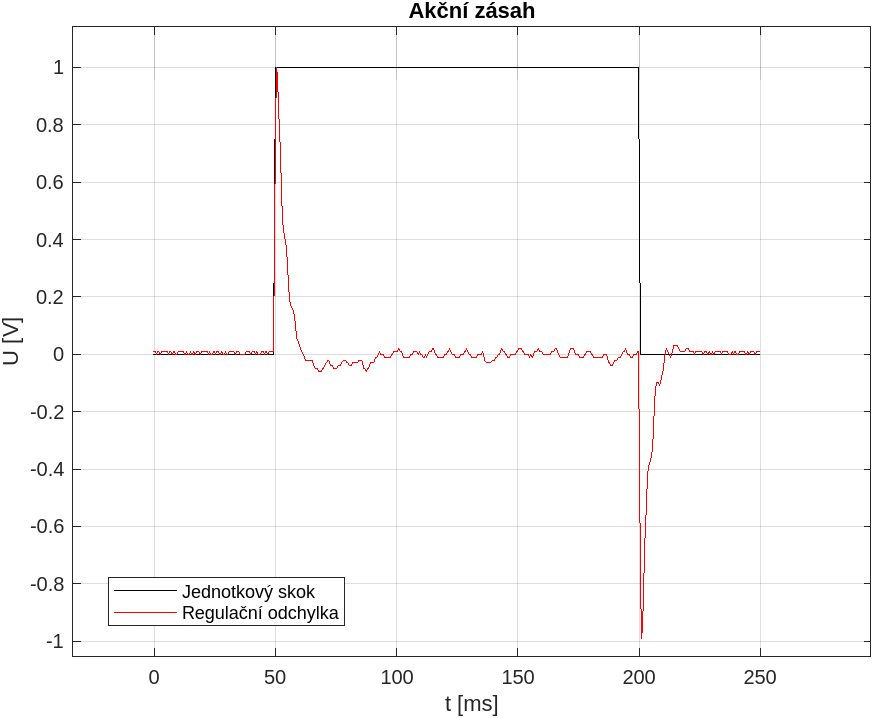 Akční zásah
1
0.8
0.6
0.4
0.2
0
-0.2
-0.4
-0.6
-0.8
-1
U [V]
Jednotkový skok
Regulační odchylka
0 50 100 150 200 250
t [ms]